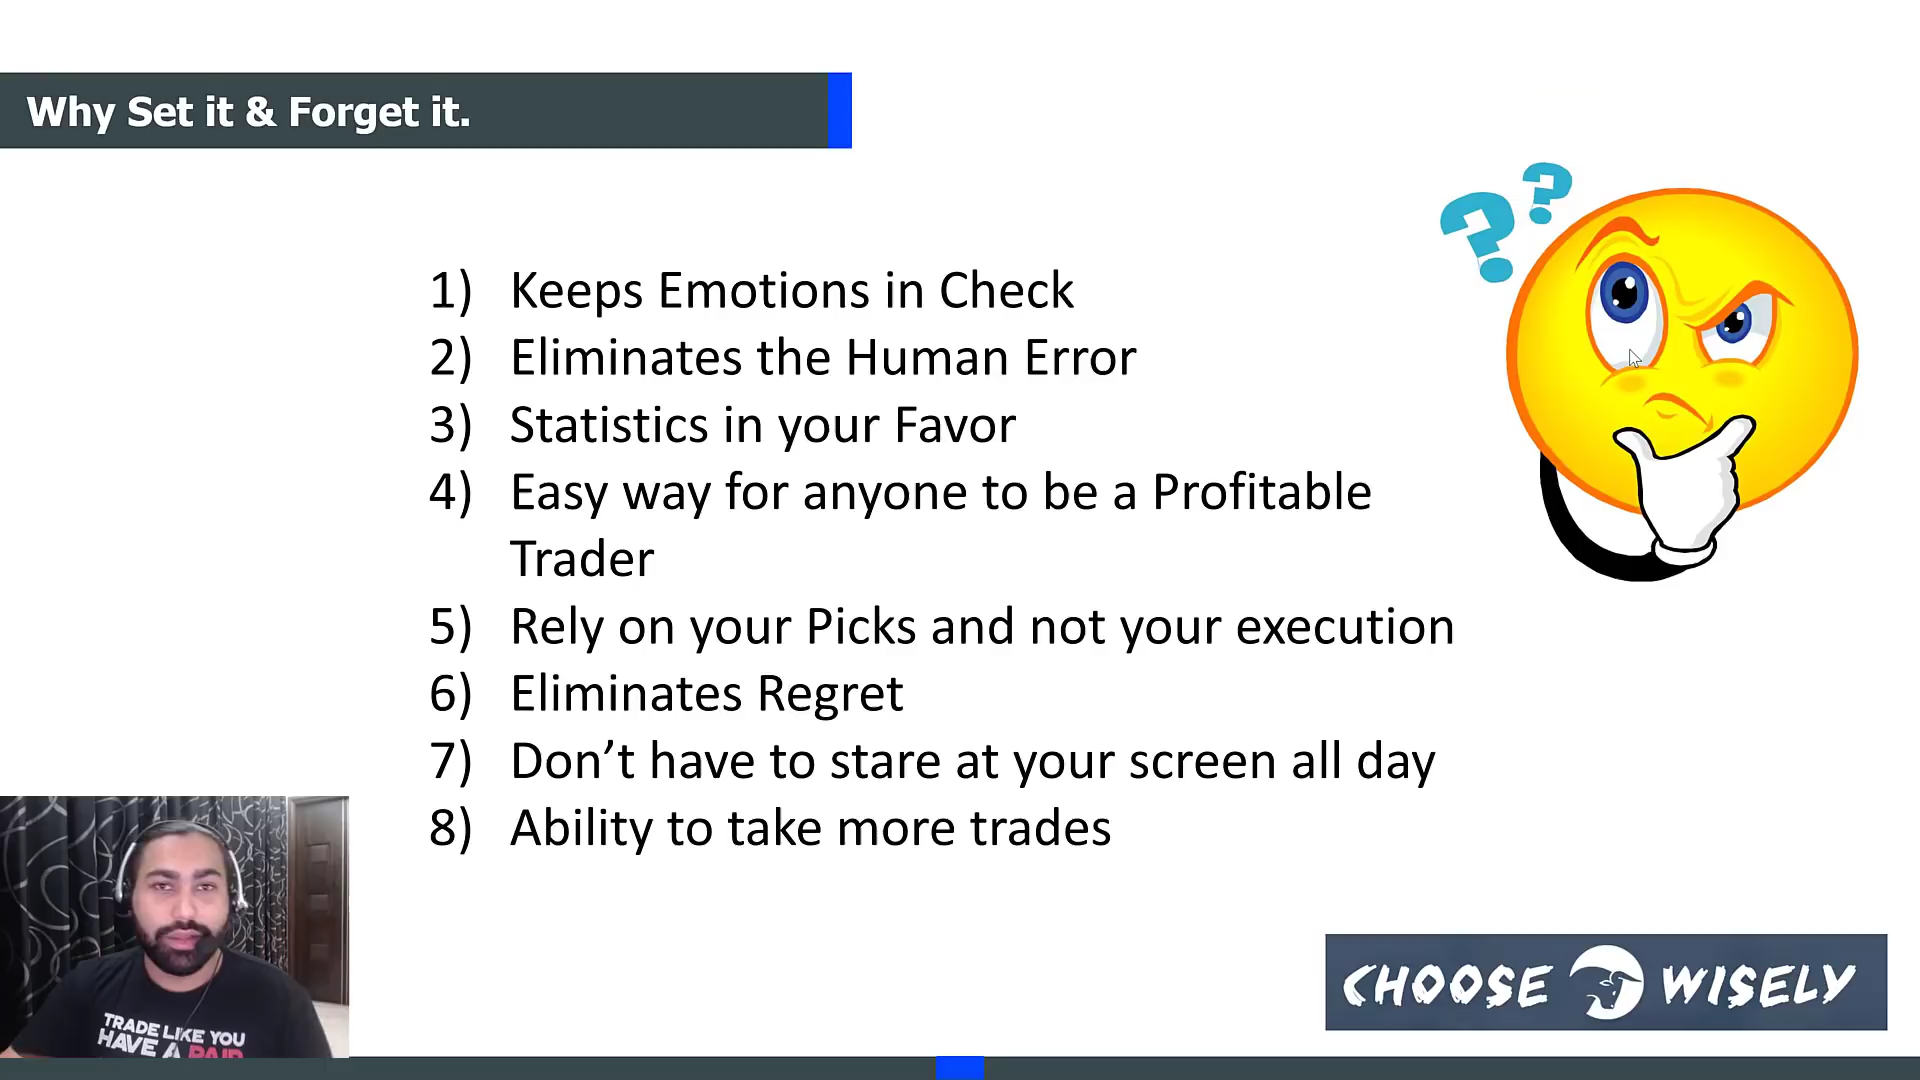 Why Set it & Forget it.
? ?
1) Keeps Emotions in Check
2) Eliminates the Human Error
3) Statistics in your Favor
4) Easy way for anyone to be a Profitable
Trader
5) Rely on your Picks and not your execution
6) Eliminates Regret
7) Don’t have to stare at your screen all day
8) Ability to take more trades
TRADE LIKE YOU
HAVE A PAIR
CHOOSE WISELY